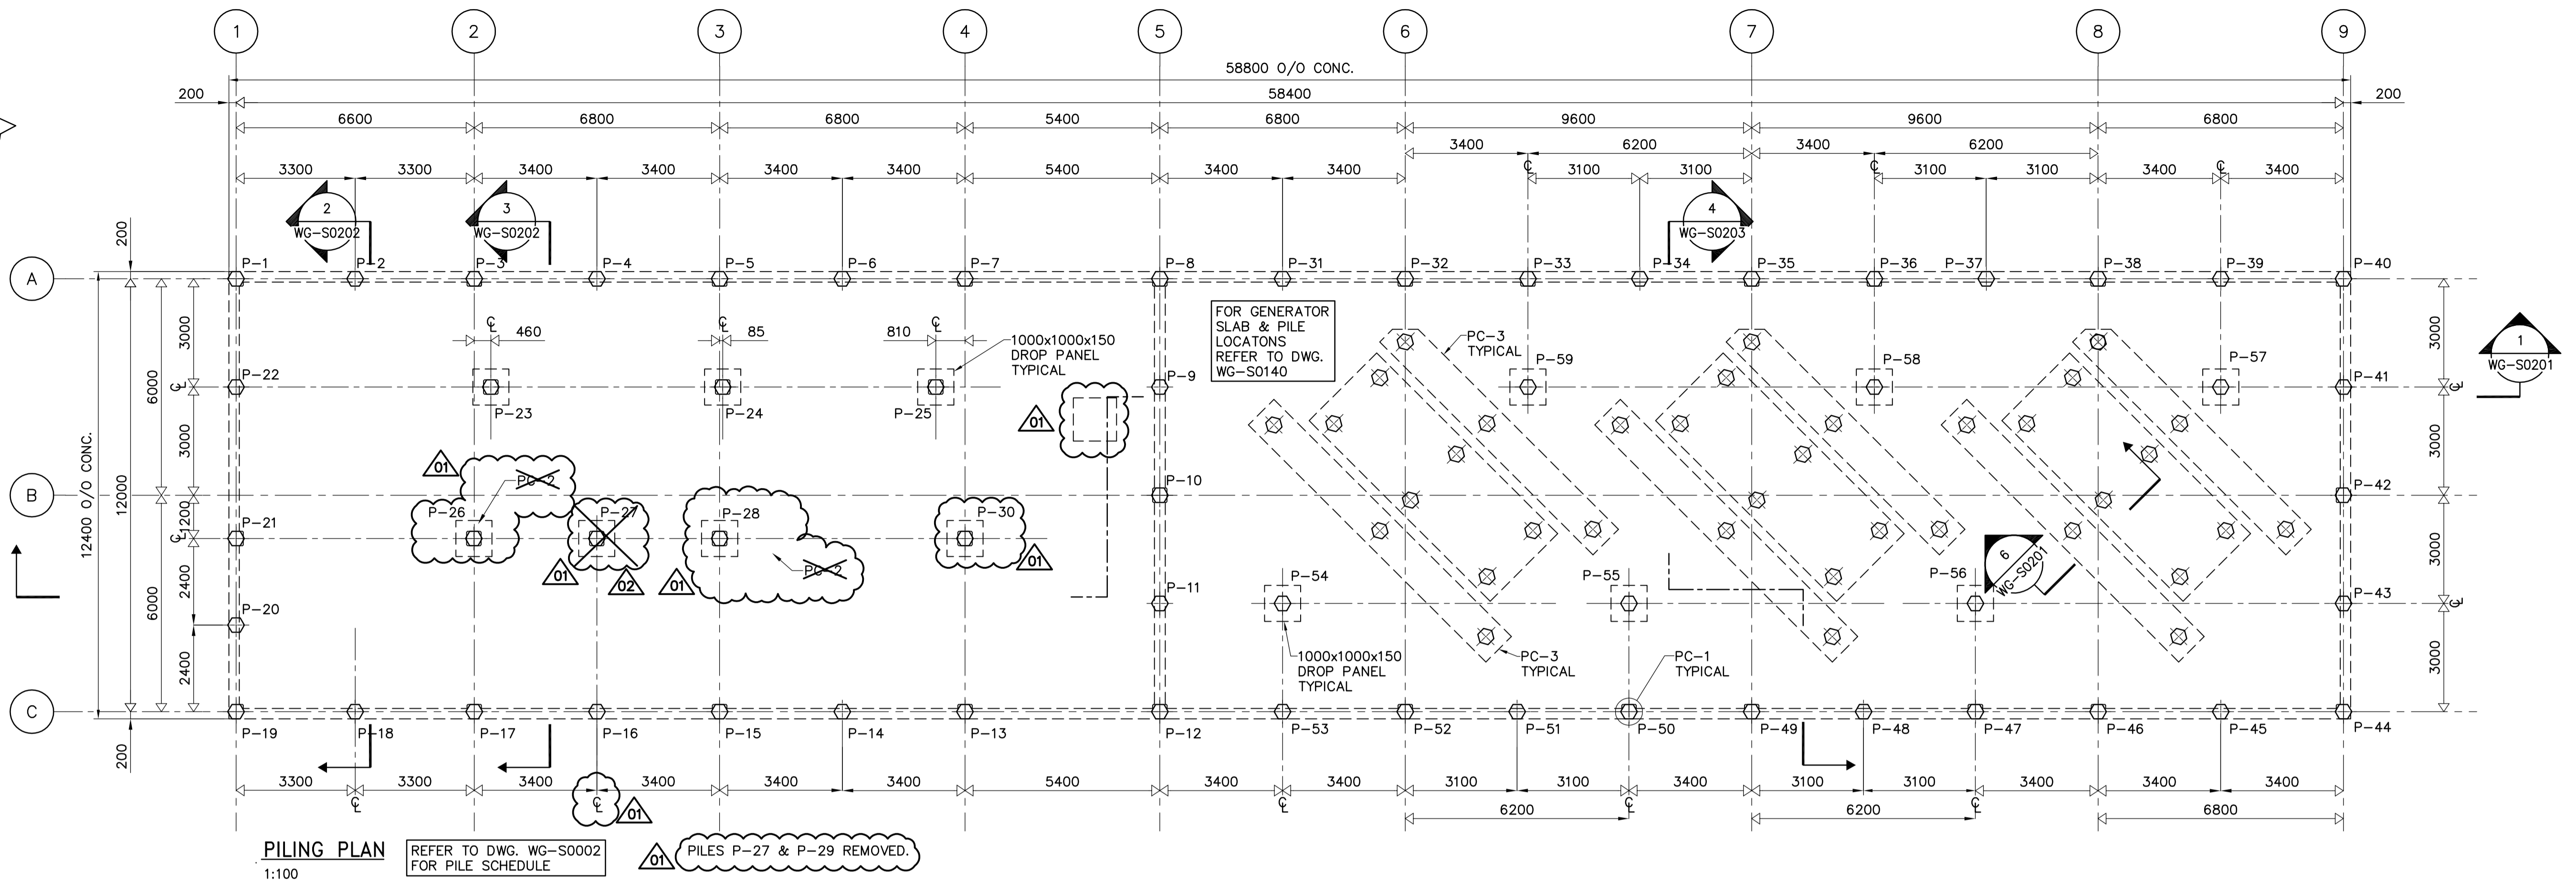 1 2 3 4 5 6 7 8 9
58800 O/O CONC.
200 58400 200
6600 6800 6800 5400 6800 9600 9600 6800
3400 6200 3400 6200
3300 3300 3400 3400 3400 3400 5400 3400 3400 ℄ 3100 3100 ℄ 3100 3100 3400 ℄ 3400
2
WG-S0202
3
WG-S0202
4
WG-S0203
200
A
P-1 P-2 P-3 P-4 P-5 P-6 P-7 P-8 P-31 P-32 P-33 P-34 P-35 P-36 P-37 P-38 P-39 P-40
3000
6000
12000
12400 O/O CONC.
℄ 460 ℄ 85 810 ℄
1000x1000x150
DROP PANEL
TYPICAL
FOR GENERATOR
SLAB & PILE
LOCATONS
REFER TO DWG.
WG-S0140
PC-3
TYPICAL
3000
1
WG-S0201
P-22 ℄ P-9 P-59 P-58 P-57 P-41 ℄
P-23 P-24 P-25
01
3000 3000
01
PC-2
B
P-10 P-42
1200
P-26 P-27 P-28 P-30
P-21 ℄
3000
01 02 01 PC-2 01
6
WG-S0201
2400
6000
P-20
P-11 P-54 P-55 P-56 P-43 ℄
2400
1000x1000x150
DROP PANEL
TYPICAL
PC-3
TYPICAL
PC-1
TYPICAL
3000
C
P-19 P-18 P-17 P-16 P-15 P-14 P-13 P-12 P-53 P-52 P-51 P-50 P-49 P-48 P-47 P-46 P-45 P-44
200
3300 3300 3400 3400 3400 3400 5400 3400 3400 3100 3100 3400 3100 3100 3400 3400 3400
℄ ℄ 01 ℄ ℄ ℄
6200 6200 6800
PILING PLAN
1:100
REFER TO DWG. WG-S0002
FOR PILE SCHEDULE
01
PILES P-27 & P-29 REMOVED.